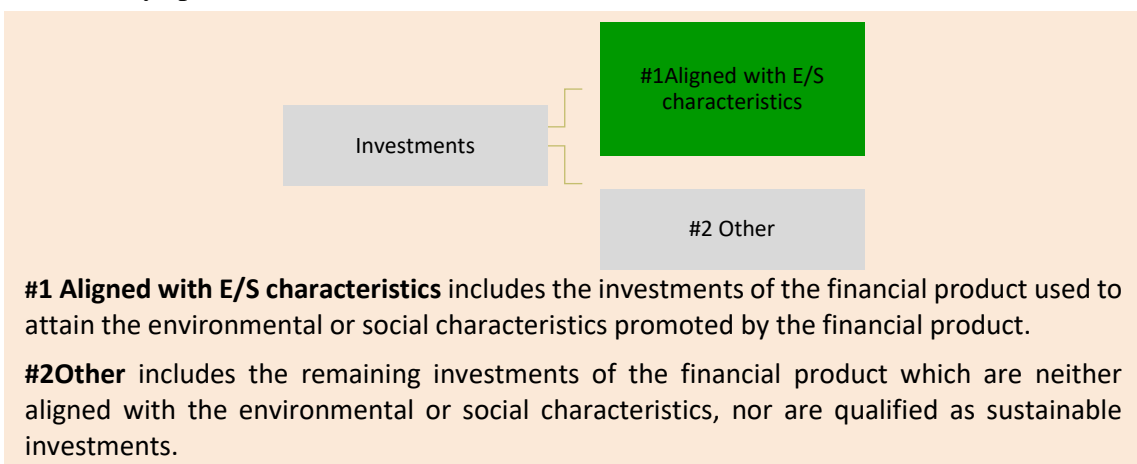 #1Aligned with E/S
characteristics
Investments
#2 Other
#1 Aligned with E/S characteristics includes the investments of the financial product used to
attain the environmental or social characteristics promoted by the financial product.
#2Other includes the remaining investments of the financial product which are neither
aligned with the environmental or social characteristics, nor are qualified as sustainable
investments.